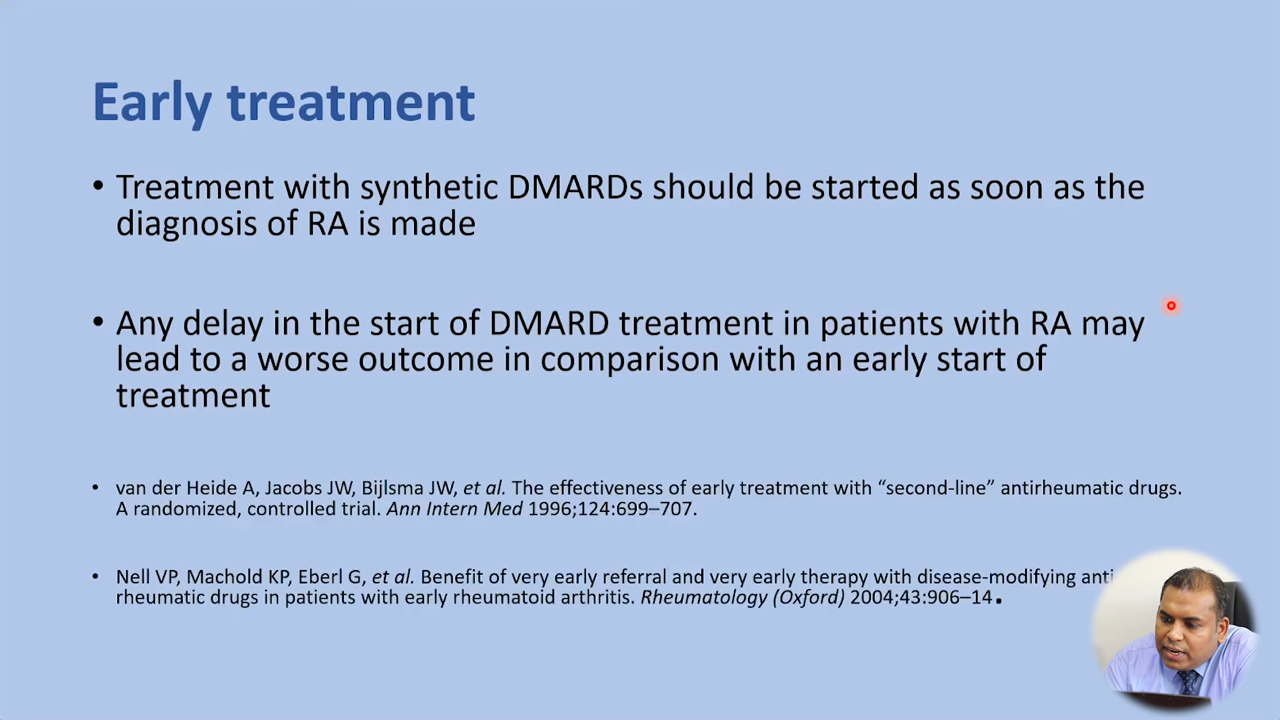 Early treatment
• Treatment with synthetic DMARDs should be started as soon as the
diagnosis of RA is made
• Any delay in the start of DMARD treatment in patients with RA may
lead to a worse outcome in comparison with an early start of
treatment
• van der Heide A, Jacobs JW, Bijlsma JW, et al. The effectiveness of early treatment with “second-line” antirheumatic drugs.
A randomized, controlled trial. Ann Intern Med 1996;124:699–707.
• Nell VP, Machold KP, Eberl G, et al. Benefit of very early referral and very early therapy with disease-modifying anti
rheumatic drugs in patients with early rheumatoid arthritis. Rheumatology (Oxford) 2004;43:906–14.